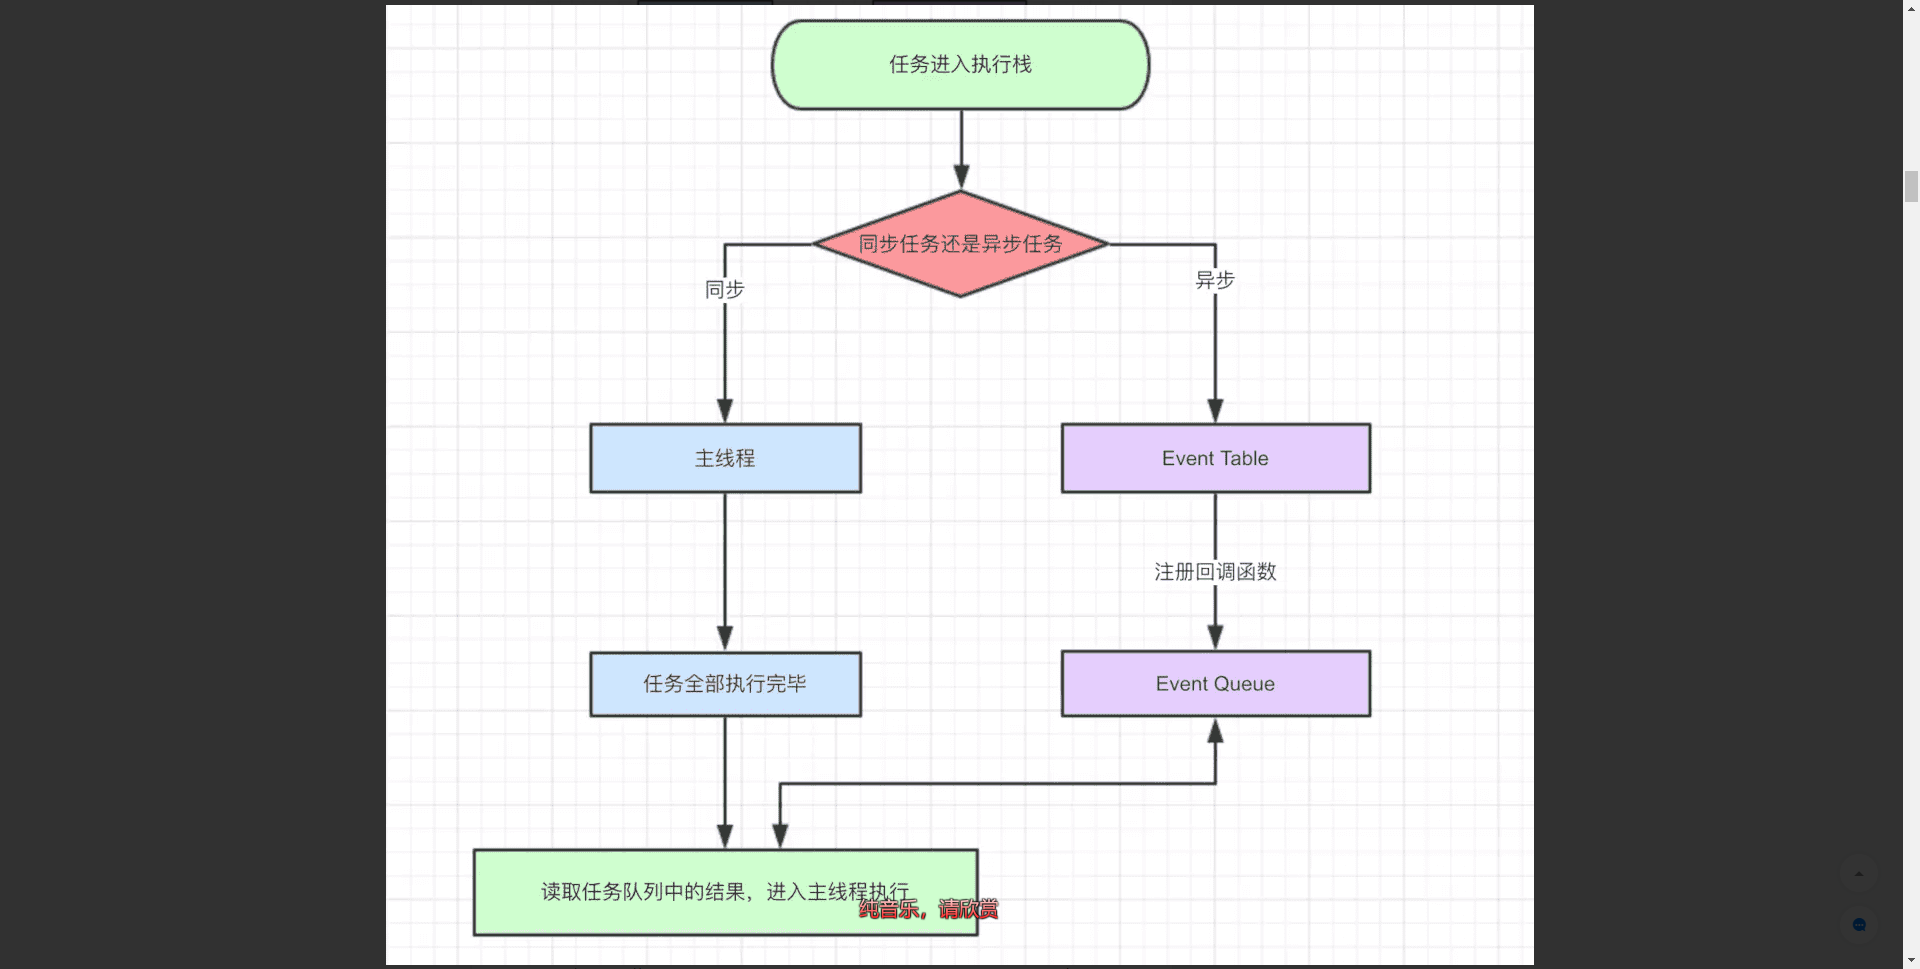 任务进入执行栈
同步任务还是异步任务
同步
异步
主线程
Event Table
注册回调函数
任务全部执行完毕
Event Queue
读取任务队列中的结果，进入主线程执行
纯音乐，请欣赏